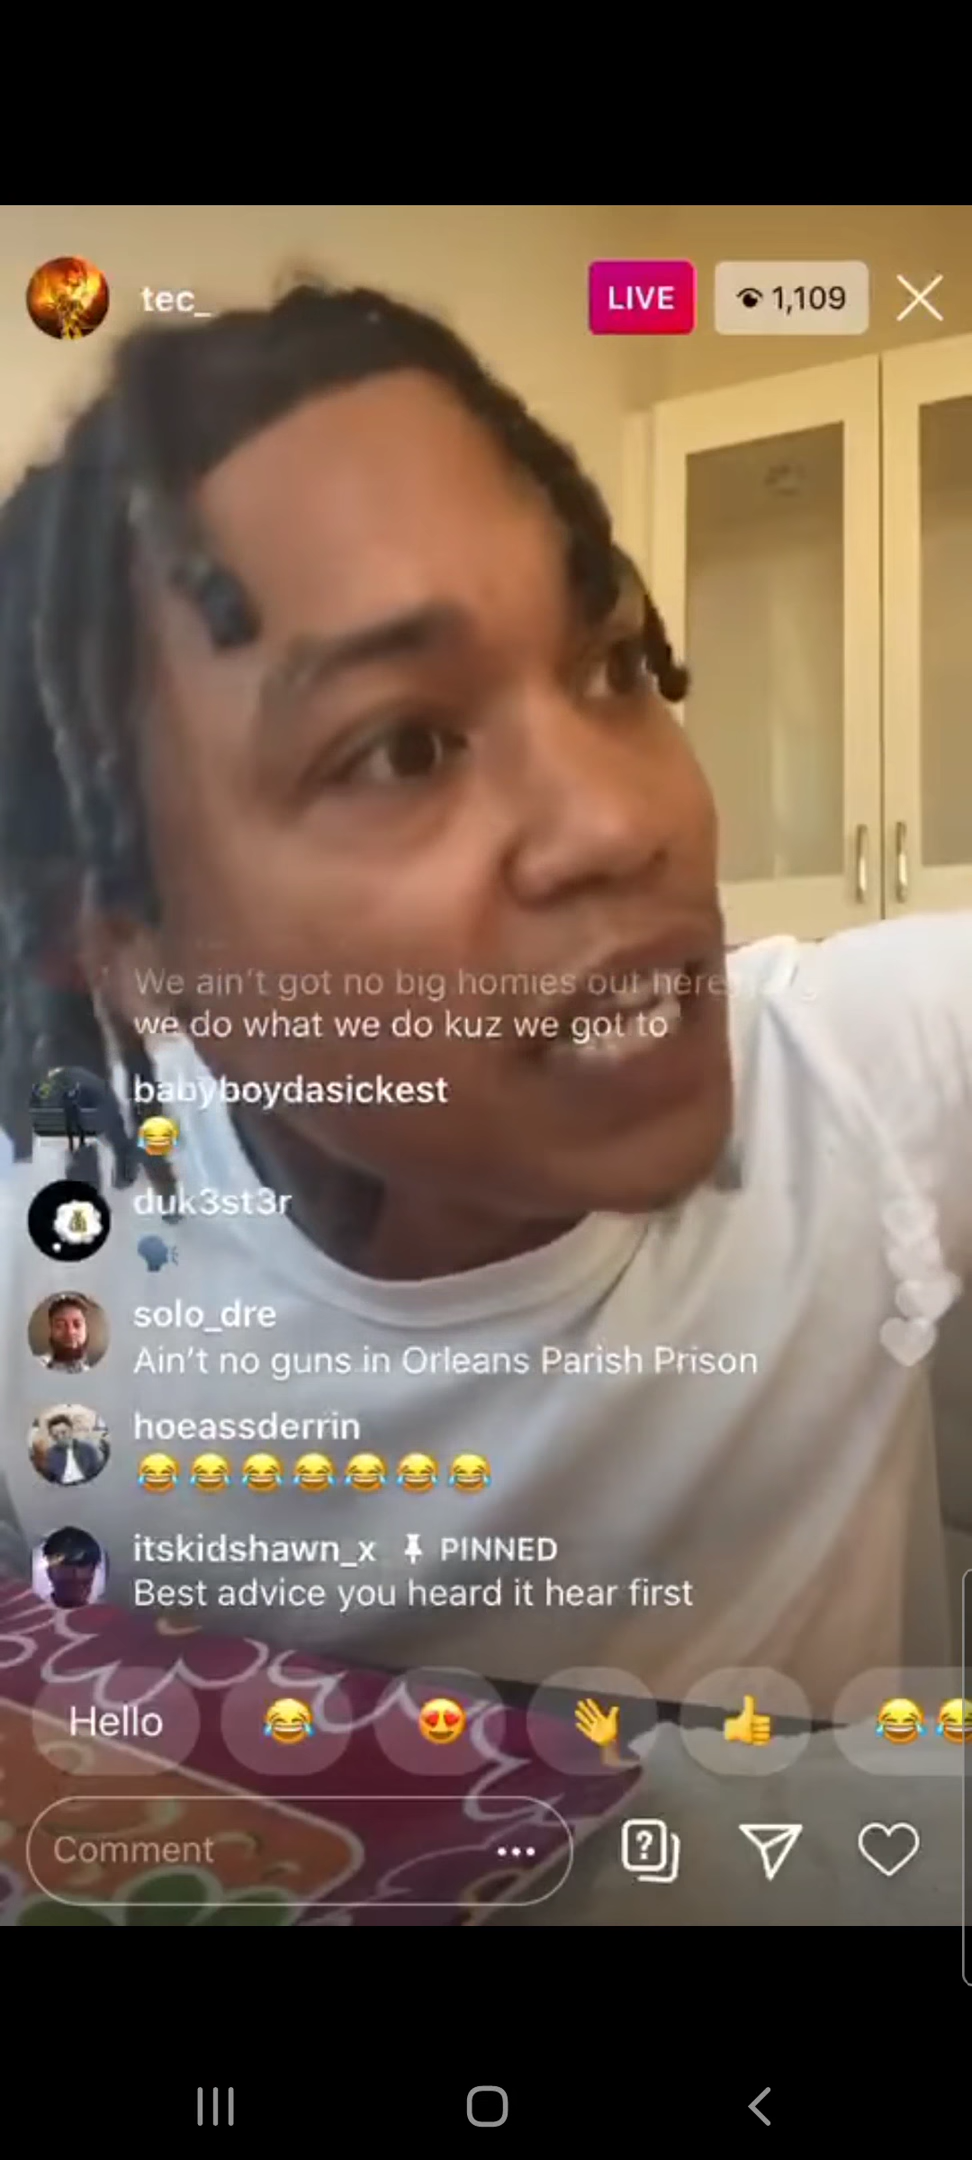 tec_
LIVE
1,109
We ain't got no big homies out here
we do what we do kuz we got to
babyboydasickest
😂
duk3st3r
🗣
solo_dre
Ain't no guns in Orleans Parish Prison
hoeassderrin
😂😂😂😂😂😂😂
itskidshawn_x PINNED
Best advice you heard it hear first
Hello 😂 😍 👋 👍 😂😂
Comment